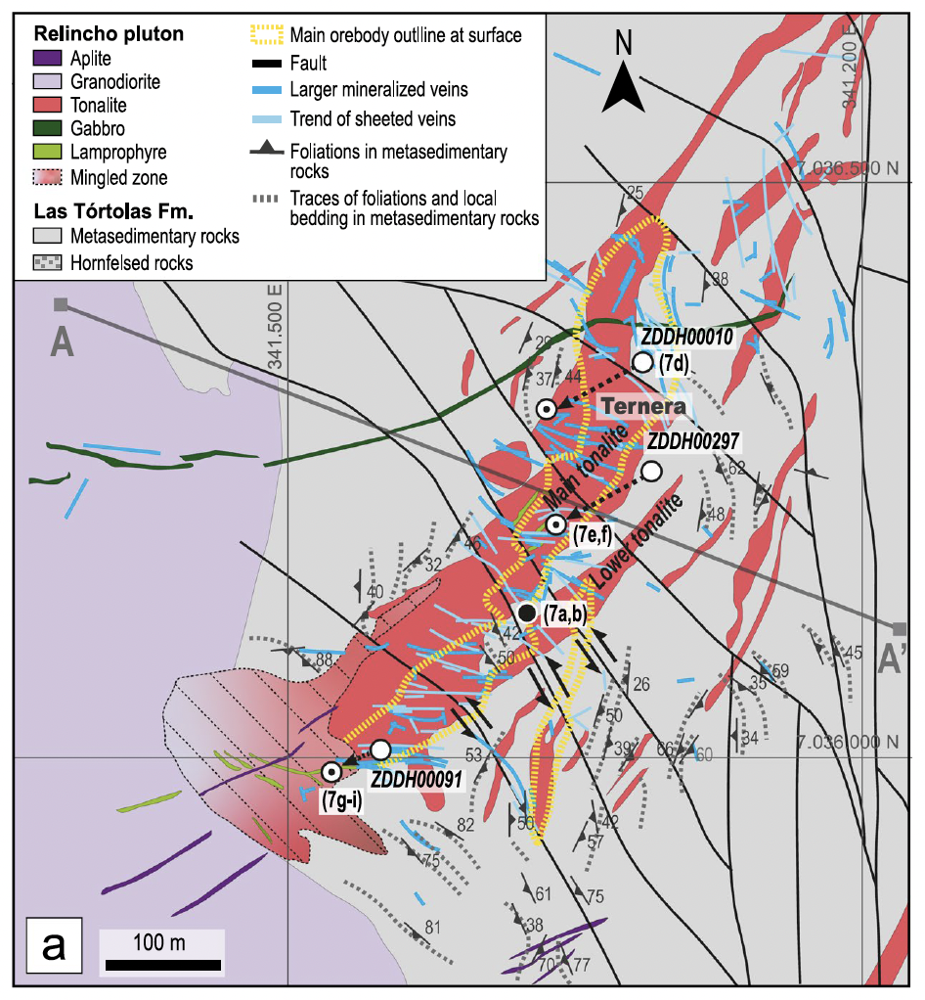 Relincho pluton
Aplite
Granodiorite
Tonalite
Gabbro
Lamprophyre
Mingled zone
Las Tórtolas Fm.
Metasedimentary rocks
Hornfelsed rocks
Main orebody outlline at surface
Fault
Larger mineralized veins
Trend of sheeted veins
Foliations in metasedimentary
rocks
Traces of foliations and local
bedding in metasedimentary rocks
N
341.200 E
7.036.500 N
25
38
341.500 E
A
29
ZDDH00010
(7d)
37
44
Ternera
ZDDH00297
Main tonalite
62
48
46
(7e,f)
Lower tonalite
32
40
(7a,b)
42
50
88
A'
45
26
59
35
50
34
39
66
60
7.036.000 N
53
ZDDH00091
(7g-i)
82
50
42
57
75
61
75
81
38
70
77
a
100 m